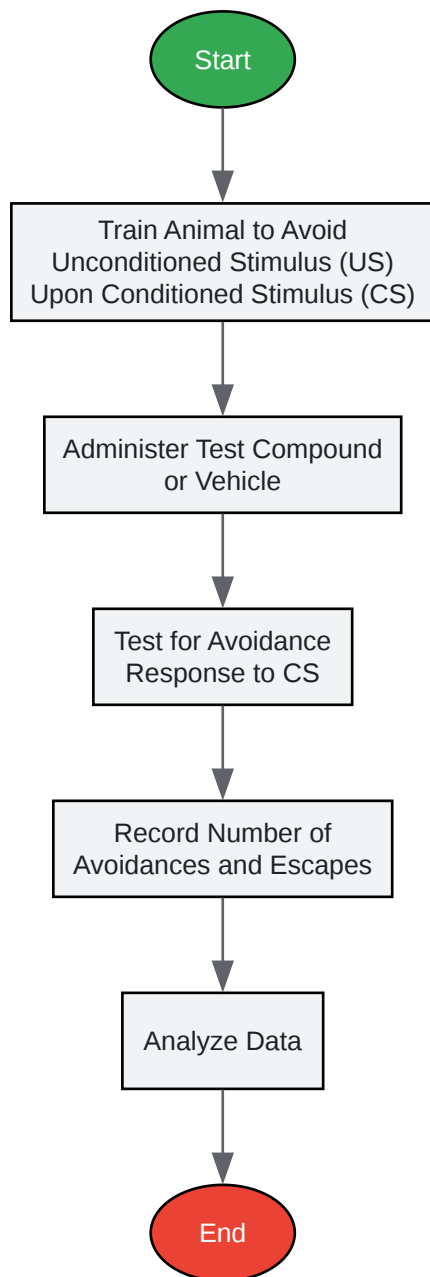 Start
Train Animal to Avoid
Unconditioned Stimulus (US)
Upon Conditioned Stimulus (CS)
Administer Test Compound
or Vehicle
Test for Avoidance
Response to CS
Record Number of
Avoidances and Escapes
Analyze Data
End